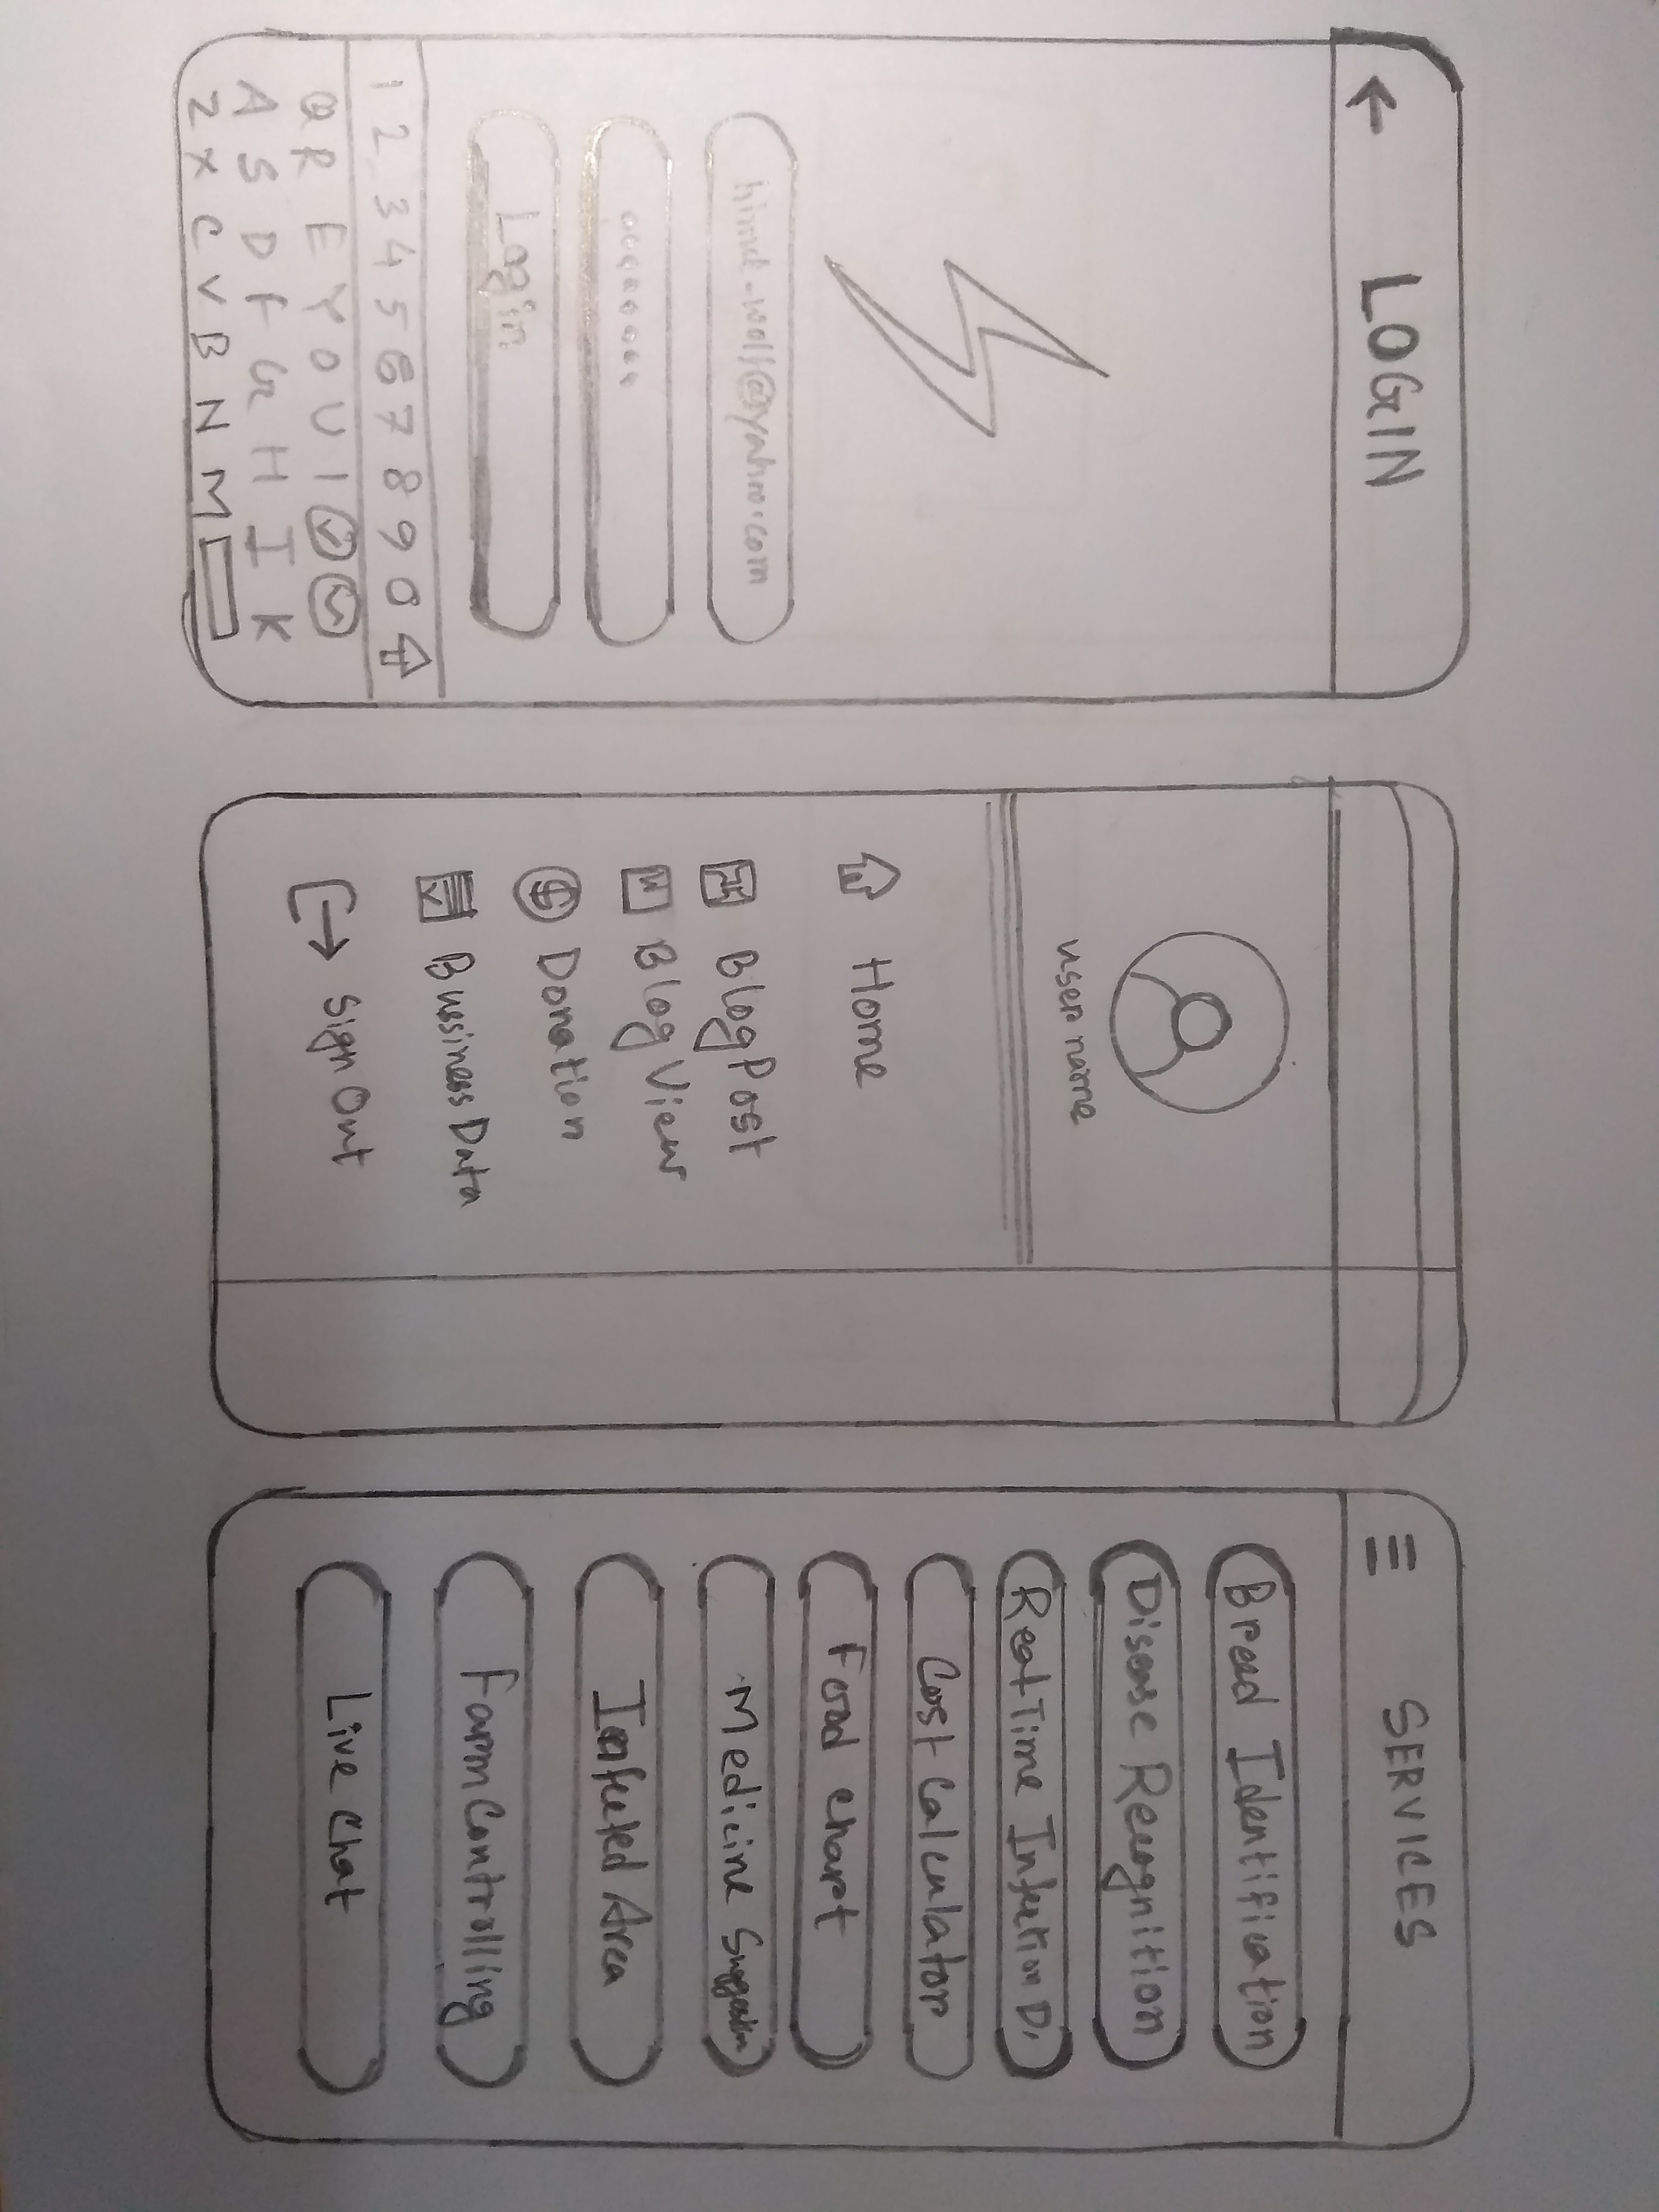 LOGIN
himel-wolf@yahoo.com
Login
1 2 3 4 5 6 7 8 9 0
Q R E Y O U I
A S D F G H I K
Z X C V B N M
user name
Home
BlogPost
Blog View
Donation
Bussiness Data
Sign Out
SERVICES
Breed Identification
Disease Recognition
Real Time Infection D.
Cost Calculator
Food chart
Medicine Suggestion
Infected Area
Farm Controlling
Live Chat